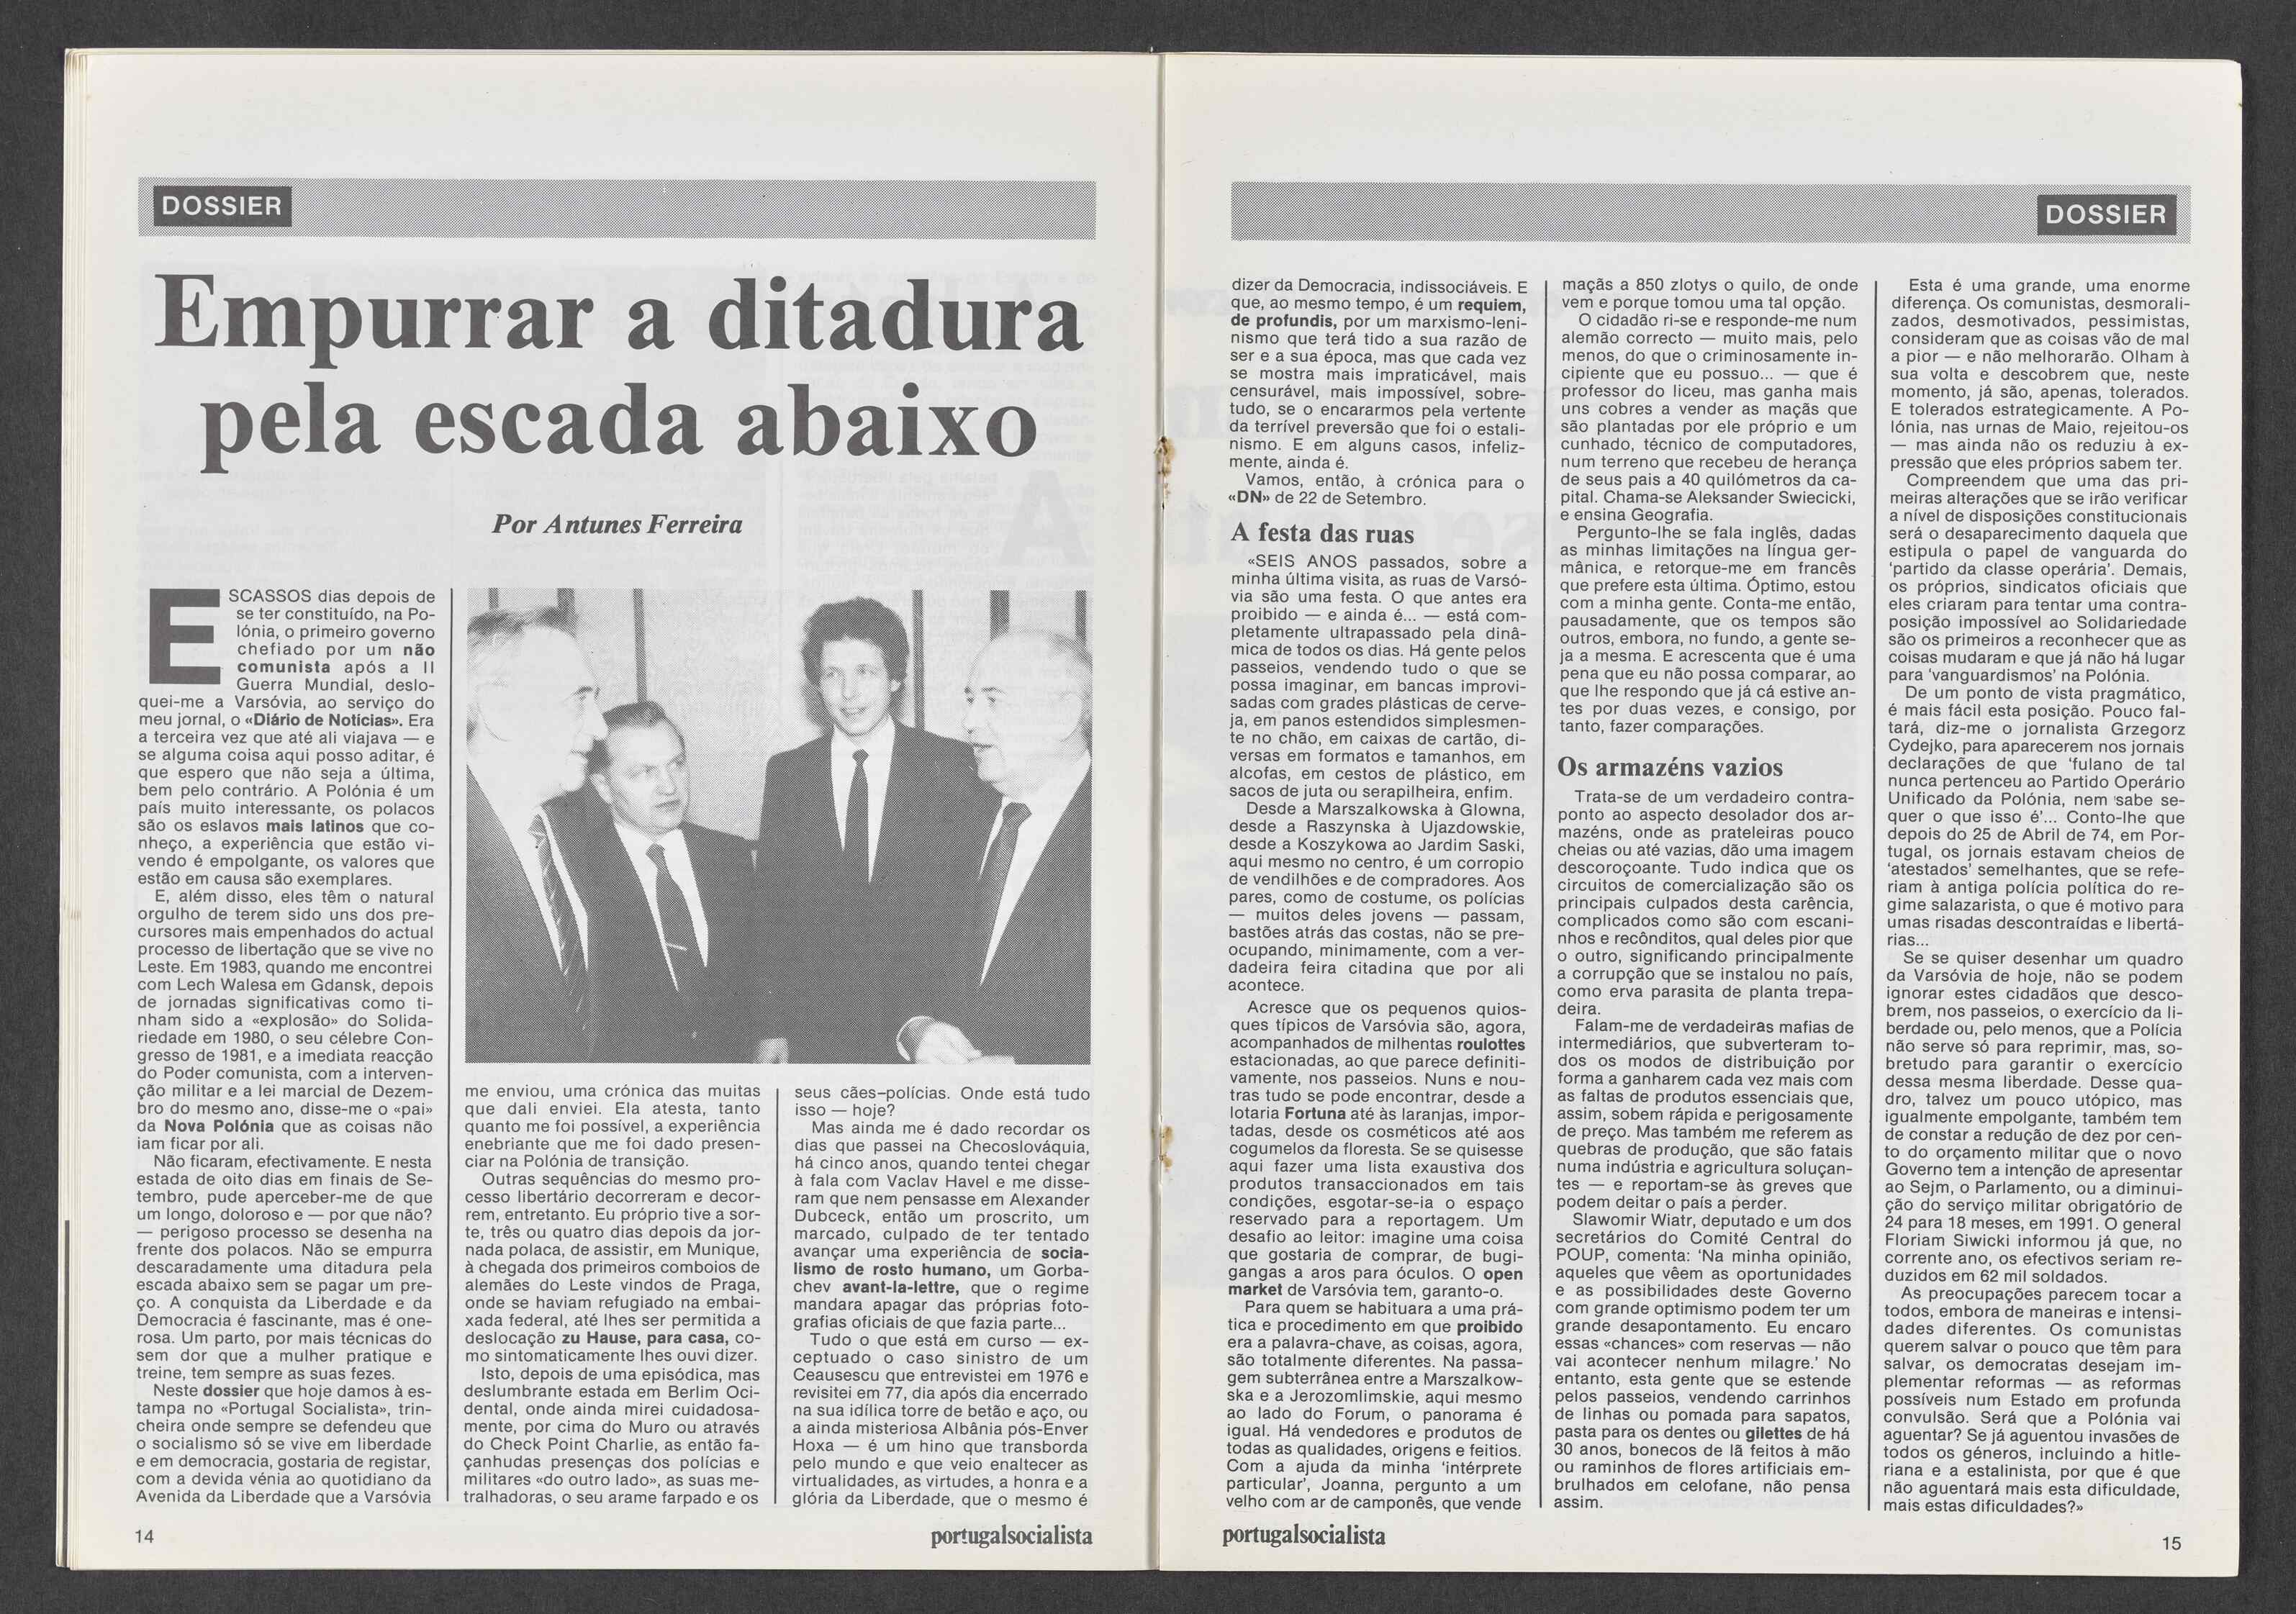 DOSSIER
Empurrar a ditadura
pela escada abaixo
Por Antunes Ferreira
ESCASSOS dias depois de
se ter constituído, na Po-
lónia, o primeiro governo
chefiado por um não
comunista após a II
Guerra Mundial, deslo-
quei-me a Varsóvia, ao serviço do
meu jornal, o «Diário de Notícias». Era
a terceira vez que até ali viajava — e
se alguma coisa aqui posso aditar, é
que espero que não seja a última,
bem pelo contrário. A Polónia é um
país muito interessante, os polacos
são os eslavos mais latinos que co-
nheço, a experiência que estão vi-
vendo é empolgante, os valores que
estão em causa são exemplares.
E, além disso, eles têm o natural
orgulho de terem sido uns dos pre-
cursores mais empenhados do actual
processo de libertação que se vive no
Leste. Em 1983, quando me encontrei
com Lech Walesa em Gdansk, depois
de jornadas significativas como ti-
nham sido a «explosão» do Solida-
riedade em 1980, o seu célebre Con-
gresso de 1981, e a imediata reacção
do Poder comunista, com a interven-
ção militar e a lei marcial de Dezem-
bro do mesmo ano, disse-me o «pai»
da Nova Polónia que as coisas não
iam ficar por ali.
Não ficaram, efectivamente. E nesta
estada de oito dias em finais de Se-
tembro, pude aperceber-me de que
um longo, doloroso e — por que não?
— perigoso processo se desenha na
frente dos polacos. Não se empurra
descaradamente uma ditadura pela
escada abaixo sem se pagar um pre-
ço. A conquista da Liberdade e da
Democracia é fascinante, mas é one-
rosa. Um parto, por mais técnicas do
sem dor que a mulher pratique e
treine, tem sempre as suas fezes.
Neste dossier que hoje damos à es-
tampa no «Portugal Socialista», trin-
cheira onde sempre se defendeu que
o socialismo só se vive em liberdade
e em democracia, gostaria de registar,
com a devida vénia ao quotidiano da
Avenida da Liberdade que a Varsóvia
me enviou, uma crónica das muitas
que dali enviei. Ela atesta, tanto
quanto me foi possível, a experiência
enebriante que me foi dado presen-
ciar na Polónia de transição.
Outras sequências do mesmo pro-
cesso libertário decorreram e decor-
rem, entretanto. Eu próprio tive a sor-
te, três ou quatro dias depois da jor-
nada polaca, de assistir, em Munique,
à chegada dos primeiros comboios de
alemães do Leste vindos de Praga,
onde se haviam refugiado na embai-
xada federal, até lhes ser permitida a
deslocação zu Hause, para casa, co-
mo sintomaticamente lhes ouvi dizer.
Isto, depois de uma episódica, mas
deslumbrante estada em Berlim Oci-
dental, onde ainda mirei cuidadosa-
mente, por cima do Muro ou através
do Check Point Charlie, as então fa-
çanhudas presenças dos polícias e
militares «do outro lado», as suas me-
tralhadoras, o seu arame farpado e os
seus cães-polícias. Onde está tudo
isso — hoje?
Mas ainda me é dado recordar os
dias que passei na Checoslováquia,
há cinco anos, quando tentei chegar
à fala com Vaclav Havel e me disse-
ram que nem pensasse em Alexander
Dubceck, então um proscrito, um
marcado, culpado de ter tentado
avançar uma experiência de socia-
lismo de rosto humano, um Gorba-
chev avant-la-lettre, que o regime
mandara apagar das próprias foto-
grafias oficiais de que fazia parte...
Tudo o que está em curso — ex-
ceptuado o caso sinistro de um
Ceausescu que entrevistei em 1976 e
revisitei em 77, dia após dia encerrado
na sua idílica torre de betão e aço, ou
a ainda misteriosa Albânia pós-Enver
Hoxa — é um hino que transborda
pelo mundo e que veio enaltecer as
virtualidades, as virtudes, a honra e a
glória da Liberdade, que o mesmo é
14
portugalsocialista
DOSSIER
dizer da Democracia, indissociáveis. E
que, ao mesmo tempo, é um requiem,
de profundis, por um marxismo-leni-
nismo que terá tido a sua razão de
ser e a sua época, mas que cada vez
se mostra mais impraticável, mais
censurável, mais impossível, sobre-
tudo, se o encararmos pela vertente
da terrível preversão que foi o estali-
nismo. E em alguns casos, infeliz-
mente, ainda é.
Vamos, então, à crónica para o
«DN» de 22 de Setembro.
A festa das ruas
«SEIS ANOS passados, sobre a
minha última visita, as ruas de Varsó-
via são uma festa. O que antes era
proibido — e ainda é... — está com-
pletamente ultrapassado pela dinâ-
mica de todos os dias. Há gente pelos
passeios, vendendo tudo o que se
possa imaginar, em bancas improvi-
sadas com grades plásticas de cerve-
ja, em panos estendidos simplesmen-
te no chão, em caixas de cartão, di-
versas em formatos e tamanhos, em
alcofas, em cestos de plástico, em
sacos de juta ou serapilheira, enfim.
Desde a Marszalkowska à Glowna,
desde a Raszynska à Ujazdowskie,
desde a Koszykowa ao Jardim Saski,
aqui mesmo no centro, é um corropio
de vendilhões e de compradores. Aos
pares, como de costume, os polícias
— muitos deles jovens — passam,
bastões atrás das costas, não se pre-
ocupando, minimamente, com a ver-
dadeira feira citadina que por ali
acontece.
Acresce que os pequenos quios-
ques típicos de Varsóvia são, agora,
acompanhados de milhentas roulottes
estacionadas, ao que parece definiti-
vamente, nos passeios. Nuns e nou-
tras tudo se pode encontrar, desde a
lotaria Fortuna até às laranjas, impor-
tadas, desde os cosméticos até aos
cogumelos da floresta. Se se quisesse
aqui fazer uma lista exaustiva dos
produtos transaccionados em tais
condições, esgotar-se-ia o espaço
reservado para a reportagem. Um
desafio ao leitor: imagine uma coisa
que gostaria de comprar, de bugi-
gangas a aros para óculos. O open
market de Varsóvia tem, garanto-o.
Para quem se habituara a uma prá-
tica e procedimento em que proibido
era a palavra-chave, as coisas, agora,
são totalmente diferentes. Na passa-
gem subterrânea entre a Marszalkow-
ska e a Jerozomlimskie, aqui mesmo
ao lado do Forum, o panorama é
igual. Há vendedores e produtos de
todas as qualidades, origens e feitios.
Com a ajuda da minha 'intérprete
particular', Joanna, pergunto a um
velho com ar de camponês, que vende
maçãs a 850 zlotys o quilo, de onde
vem e porque tomou uma tal opção.
O cidadão ri-se e responde-me num
alemão correcto — muito mais, pelo
menos, do que o criminosamente in-
cipiente que eu possuo... — que é
professor do liceu, mas ganha mais
uns cobres a vender as maçãs que
são plantadas por ele próprio e um
cunhado, técnico de computadores,
num terreno que recebeu de herança
de seus pais a 40 quilómetros da ca-
pital. Chama-se Aleksander Swiecicki,
e ensina Geografia.
Pergunto-lhe se fala inglês, dadas
as minhas limitações na língua ger-
mânica, e retorque-me em francês
que prefere esta última. Óptimo, estou
com a minha gente. Conta-me então,
pausadamente, que os tempos são
outros, embora, no fundo, a gente se-
ja a mesma. E acrescenta que é uma
pena que eu não possa comparar, ao
que lhe respondo que já cá estive an-
tes por duas vezes, e consigo, por
tanto, fazer comparações.
Os armazéns vazios
Trata-se de um verdadeiro contra-
ponto ao aspecto desolador dos ar-
mazéns, onde as prateleiras pouco
cheias ou até vazias, dão uma imagem
descoroçoante. Tudo indica que os
circuitos de comercialização são os
principais culpados desta carência,
complicados como são com escani-
nhos e recônditos, qual deles pior que
o outro, significando principalmente
a corrupção que se instalou no país,
como erva parasita de planta trepa-
deira.
Falam-me de verdadeiras mafias de
intermediários, que subverteram to-
dos os modos de distribuição por
forma a ganharem cada vez mais com
as faltas de produtos essenciais que,
assim, sobem rápida e perigosamente
de preço. Mas também me referem as
quebras de produção, que são fatais
numa indústria e agricultura soluçan-
tes — e reportam-se às greves que
podem deitar o país a perder.
Slawomir Wiatr, deputado e um dos
secretários do Comité Central do
POUP, comenta: 'Na minha opinião,
aqueles que vêem as oportunidades
e as possibilidades deste Governo
com grande optimismo podem ter um
grande desapontamento. Eu encaro
essas «chances» com reservas — não
vai acontecer nenhum milagre.' No
entanto, esta gente que se estende
pelos passeios, vendendo carrinhos
de linhas ou pomada para sapatos,
pasta para os dentes ou gilettes de há
30 anos, bonecos de lã feitos à mão
ou raminhos de flores artificiais em-
brulhados em celofane, não pensa
assim.
Esta é uma grande, uma enorme
diferença. Os comunistas, desmorali-
zados, desmotivados, pessimistas,
consideram que as coisas vão de mal
a pior — e não melhorarão. Olham à
sua volta e descobrem que, neste
momento, já são, apenas, tolerados.
E tolerados estrategicamente. A Po-
lónia, nas urnas de Maio, rejeitou-os
— mas ainda não os reduziu à ex-
pressão que eles próprios sabem ter.
Compreendem que uma das pri-
meiras alterações que se irão verificar
a nível de disposições constitucionais
será o desaparecimento daquela que
estipula o papel de vanguarda do
'partido da classe operária'. Demais,
os próprios, sindicatos oficiais que
eles criaram para tentar uma contra-
posição impossível ao Solidariedade
são os primeiros a reconhecer que as
coisas mudaram e que já não há lugar
para 'vanguardismos' na Polónia.
De um ponto de vista pragmático,
é mais fácil esta posição. Pouco fal-
tará, diz-me o jornalista Grzegorz
Cydejko, para aparecerem nos jornais
declarações de que 'fulano de tal
nunca pertenceu ao Partido Operário
Unificado da Polónia, nem sabe se-
quer o que isso é'... Conto-lhe que
depois do 25 de Abril de 74, em Por-
tugal, os jornais estavam cheios de
'atestados' semelhantes, que se refe-
riam à antiga polícia política do re-
gime salazarista, o que é motivo para
umas risadas descontraídas e libertá-
rias...
Se se quiser desenhar um quadro
da Varsóvia de hoje, não se podem
ignorar estes cidadãos que desco-
brem, nos passeios, o exercício da li-
berdade ou, pelo menos, que a Polícia
não serve só para reprimir, mas, so-
bretudo para garantir o exercício
dessa mesma liberdade. Desse qua-
dro, talvez um pouco utópico, mas
igualmente empolgante, também tem
de constar a redução de dez por cen-
to do orçamento militar que o novo
Governo tem a intenção de apresentar
ao Sejm, o Parlamento, ou a diminui-
ção do serviço militar obrigatório de
24 para 18 meses, em 1991. O general
Floriam Siwicki informou já que, no
corrente ano, os efectivos seriam re-
duzidos em 62 mil soldados.
As preocupações parecem tocar a
todos, embora de maneiras e intensi-
dades diferentes. Os comunistas
querem salvar o pouco que têm para
salvar, os democratas desejam im-
plementar reformas — as reformas
possíveis num Estado em profunda
convulsão. Será que a Polónia vai
aguentar? Se já aguentou invasões de
todos os géneros, incluindo a hitle-
riana e a estalinista, por que é que
não aguentará mais esta dificuldade,
mais estas dificuldades?»
portugalsocialista
15